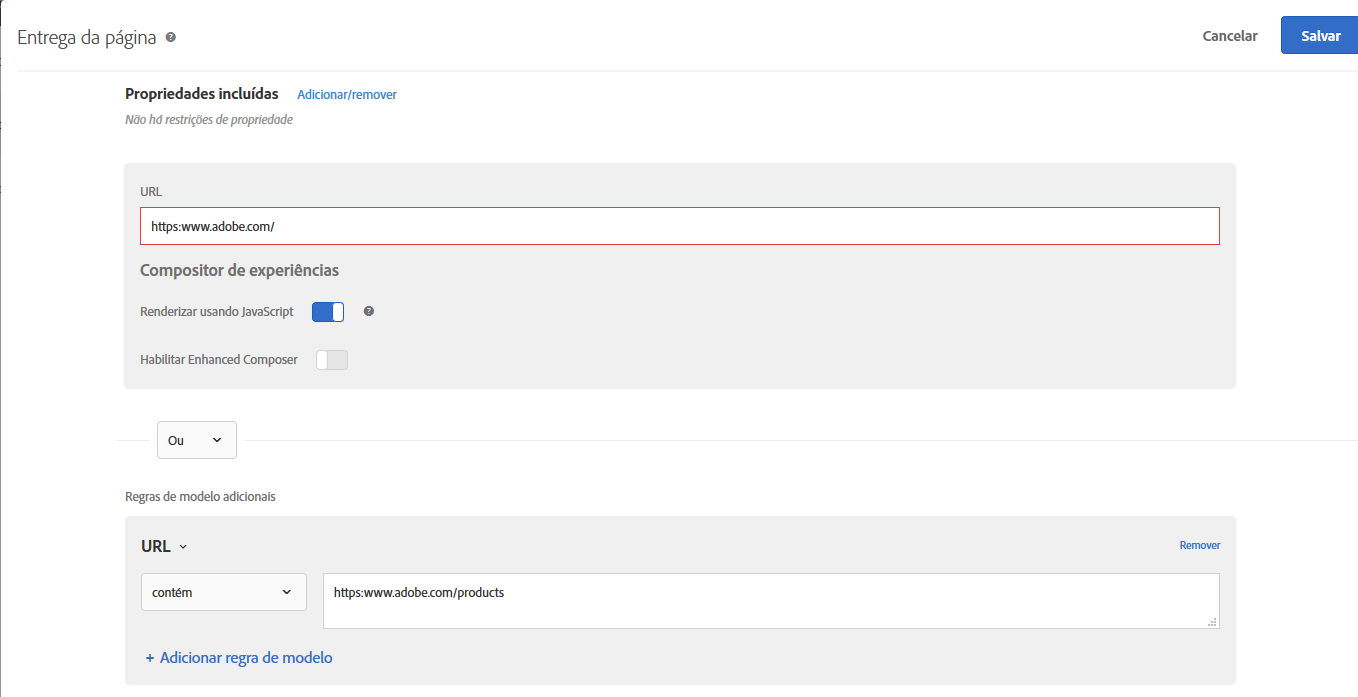 Entrega da página
Cancelar
Salvar
Propriedades incluídas Adicionar/remover
Não há restrições de propriedade
URL
https:www.adobe.com/
Compositor de experiências
Renderizar usando JavaScript
Habilitar Enhanced Composer
Ou
Regras de modelo adicionais
URL
Remover
contém
https:www.adobe.com/products
+ Adicionar regra de modelo